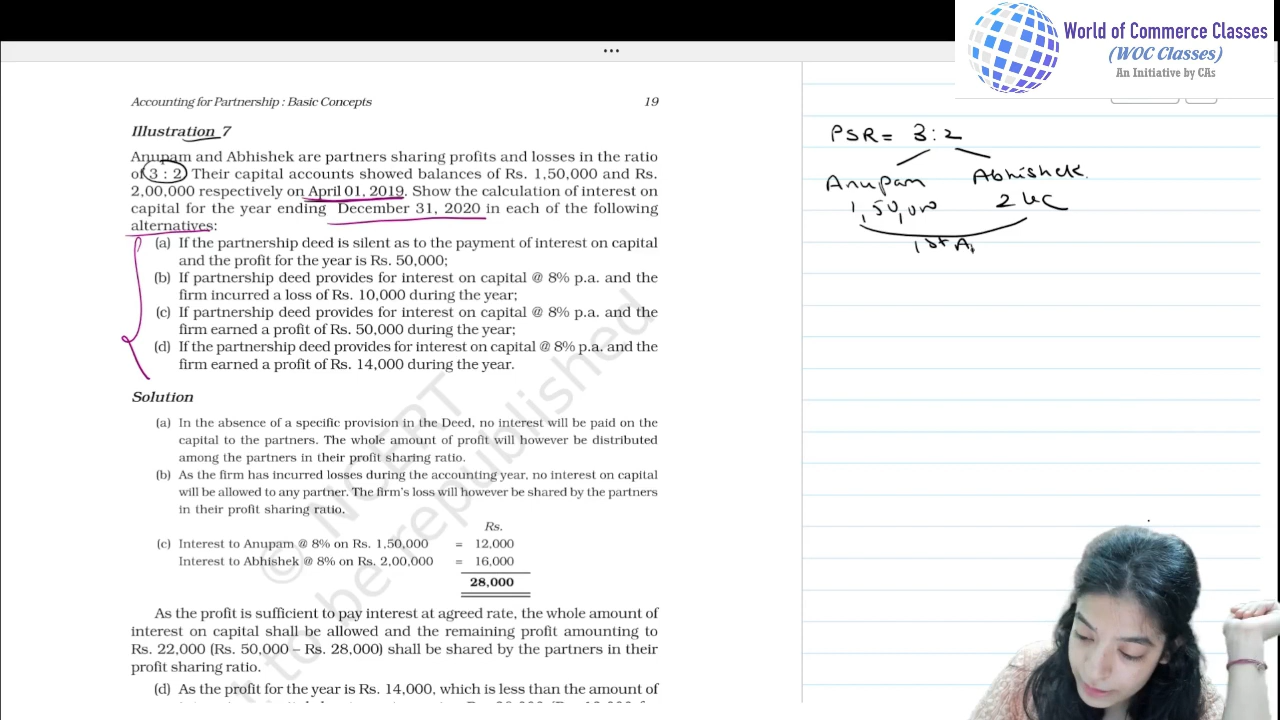 •••
World of Commerce Classes
(WOC Classes)
An Initiative by CAs
Accounting for Partnership : Basic Concepts 19
Illustration 7
Anupam and Abhishek are partners sharing profits and losses in the ratio
of 3 : 2. Their capital accounts showed balances of Rs. 1,50,000 and Rs.
2,00,000 respectively on April 01, 2019. Show the calculation of interest on
capital for the year ending December 31, 2020 in each of the following
alternatives:
(a) If the partnership deed is silent as to the payment of interest on capital
and the profit for the year is Rs. 50,000;
(b) If partnership deed provides for interest on capital @ 8% p.a. and the
firm incurred a loss of Rs. 10,000 during the year;
(c) If partnership deed provides for interest on capital @ 8% p.a. and the
firm earned a profit of Rs. 50,000 during the year;
(d) If the partnership deed provides for interest on capital @ 8% p.a. and the
firm earned a profit of Rs. 14,000 during the year.
Solution
(a) In the absence of a specific provision in the Deed, no interest will be paid on the
capital to the partners. The whole amount of profit will however be distributed
among the partners in their profit sharing ratio.
(b) As the firm has incurred losses during the accounting year, no interest on capital
will be allowed to any partner. The firm's loss will however be shared by the partners
in their profit sharing ratio.
Rs.
(c) Interest to Anupam @ 8% on Rs. 1,50,000 = 12,000
Interest to Abhishek @ 8% on Rs. 2,00,000 = 16,000
28,000
As the profit is sufficient to pay interest at agreed rate, the whole amount of
interest on capital shall be allowed and the remaining profit amounting to
Rs. 22,000 (Rs. 50,000 – Rs. 28,000) shall be shared by the partners in their
profit sharing ratio.
(d) As the profit for the year is Rs. 14,000, which is less than the amount of
© NCERT
not to be republished
PSR = 3:2
Anupam Abhishek.
1,50,000 2 LC
1st A